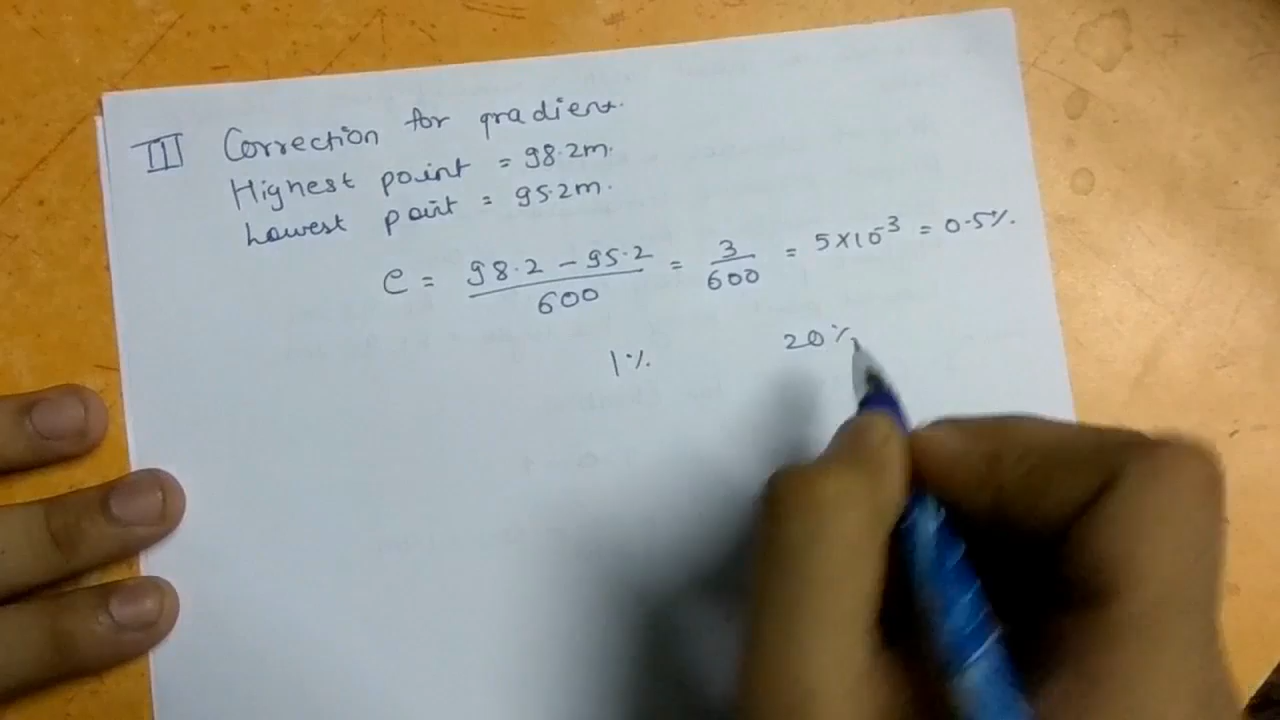 III Correction for gradient.
Highest point = 98.2m.
Lowest point = 95.2m.
C = 98.2 - 95.2 / 600 = 3 / 600 = 5×10⁻³ = 0.5%.
1% 20%